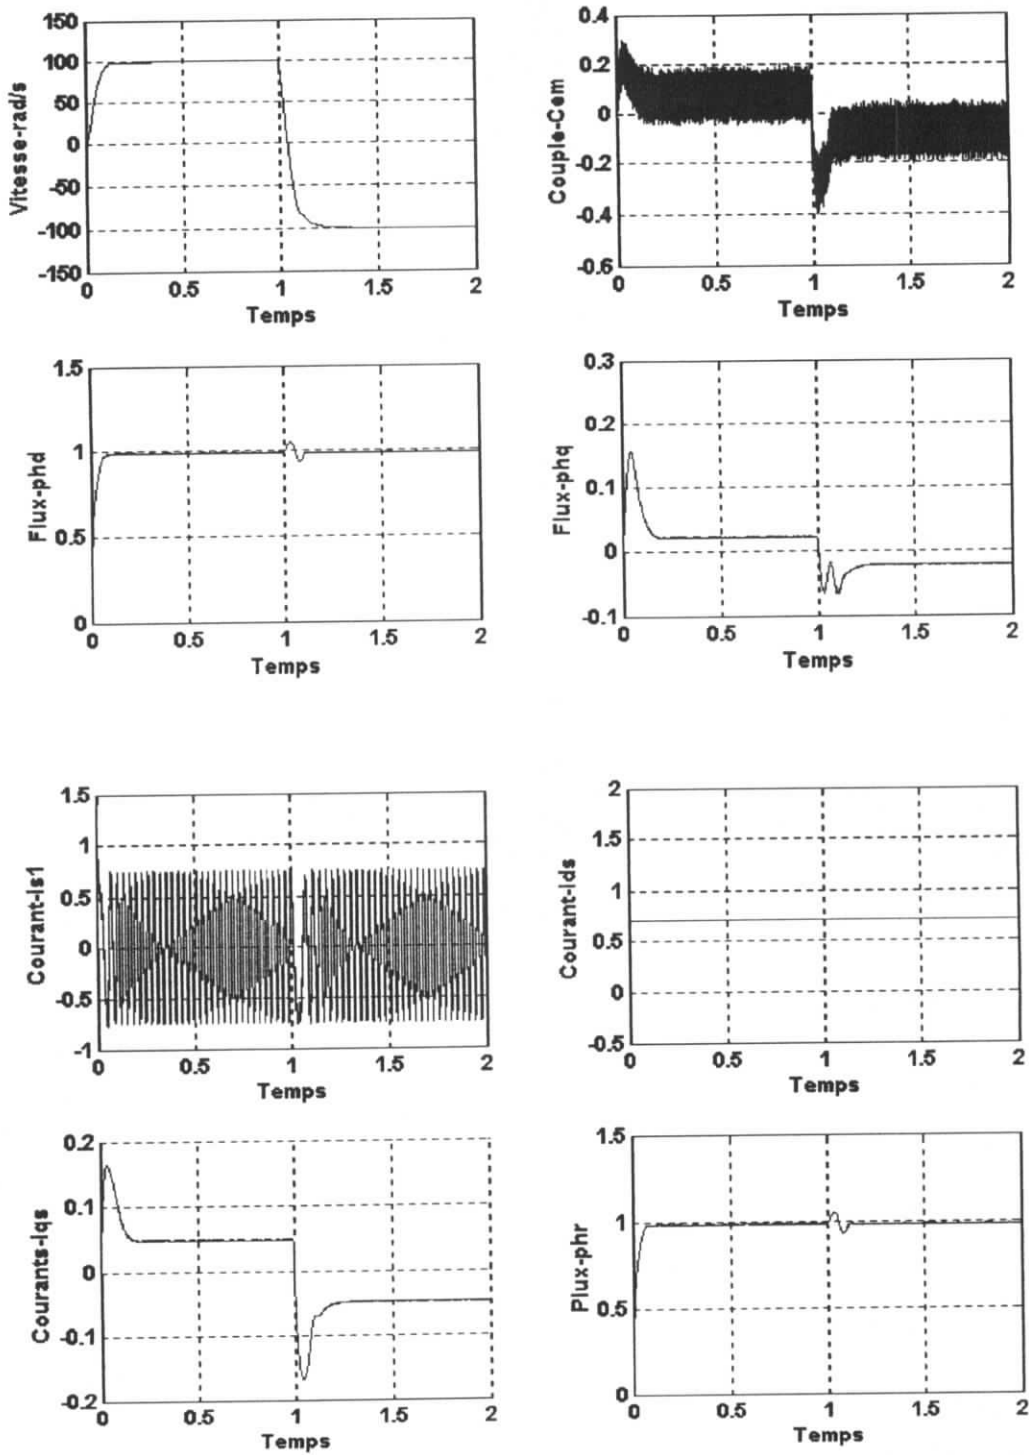 150
100
50
0
-50
-100
-150
Vitesse-rad/s
0 0.5 1 1.5 2
Temps
0.4
0.2
0
-0.2
-0.4
-0.6
Couple-Cem
0 0.5 1 1.5 2
Temps
1.5
1
0.5
0
Flux-phd
0 0.5 1 1.5 2
Temps
0.3
0.2
0.1
0
-0.1
Flux-phq
0 0.5 1 1.5 2
Temps
1.5
1
0.5
0
-0.5
-1
Courant-Is1
0 0.5 1 1.5 2
Temps
2
1.5
1
0.5
0
-0.5
Courant-Ids
0 0.5 1 1.5 2
Temps
0.2
0.1
0
-0.1
-0.2
Courants-Iqs
0 0.5 1 1.5 2
Temps
1.5
1
0.5
0
Plux-phr
0 0.5 1 1.5 2
Temps